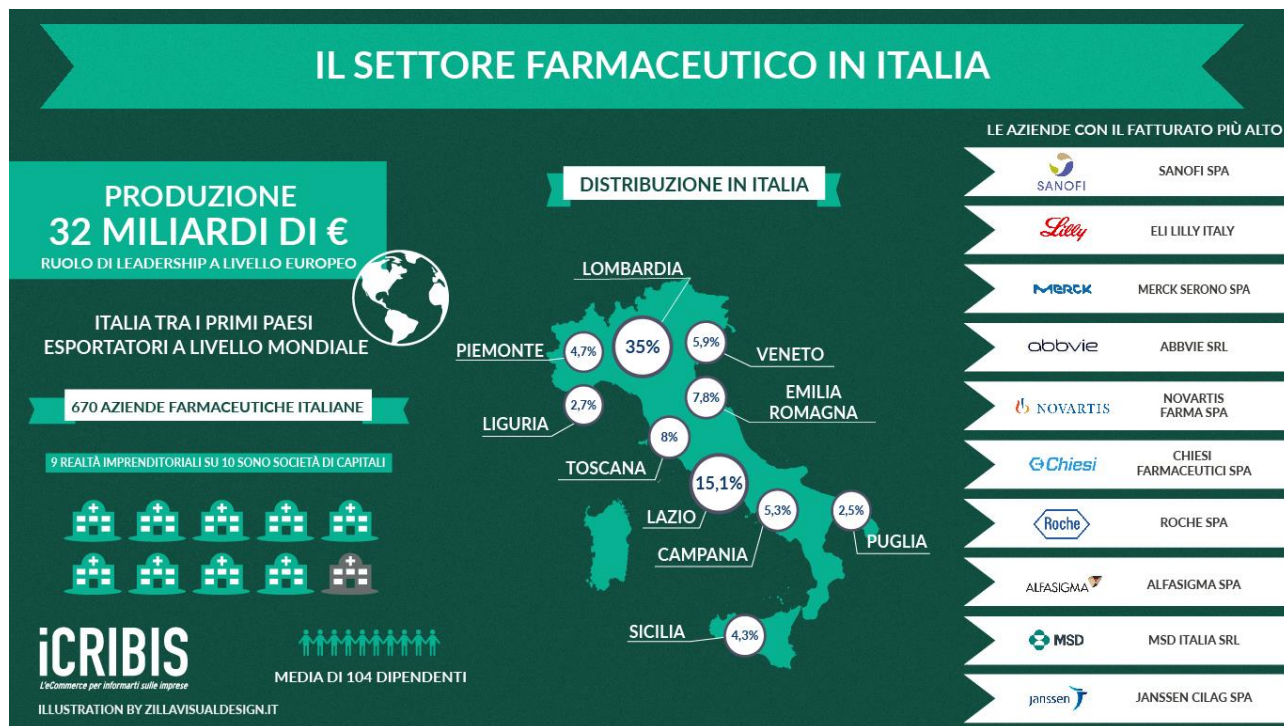 IL SETTORE FARMACEUTICO IN ITALIA
PRODUZIONE
32 MILIARDI DI €
RUOLO DI LEADERSHIP A LIVELLO EUROPEO
ITALIA TRA I PRIMI PAESI
ESPORTATORI A LIVELLO MONDIALE
670 AZIENDE FARMACEUTICHE ITALIANE
9 REALTÀ IMPRENDITORIALI SU 10 SONO SOCIETÀ DI CAPITALI
MEDIA DI 104 DIPENDENTI
iCRIBIS
L'eCommerce per informarti sulle imprese
ILLUSTRATION BY ZILLAVISUALDESIGN.IT
DISTRIBUZIONE IN ITALIA
LOMBARDIA
35%
PIEMONTE
4,7%
5,9%
VENETO
LIGURIA
2,7%
7,8%
EMILIA
ROMAGNA
TOSCANA
8%
LAZIO
15,1%
CAMPANIA
5,3%
2,5%
PUGLIA
SICILIA
4,3%
LE AZIENDE CON IL FATTURATO PIÙ ALTO
SANOFI
SANOFI SPA
Lilly
ELI LILLY ITALY
MERCK
MERCK SERONO SPA
abbvie
ABBVIE SRL
NOVARTIS
NOVARTIS
FARMA SPA
Chiesi
CHIESI
FARMACEUTICI SPA
Roche
ROCHE SPA
ALFASIGMA
ALFASIGMA SPA
MSD
MSD ITALIA SRL
janssen
JANSSEN CILAG SPA